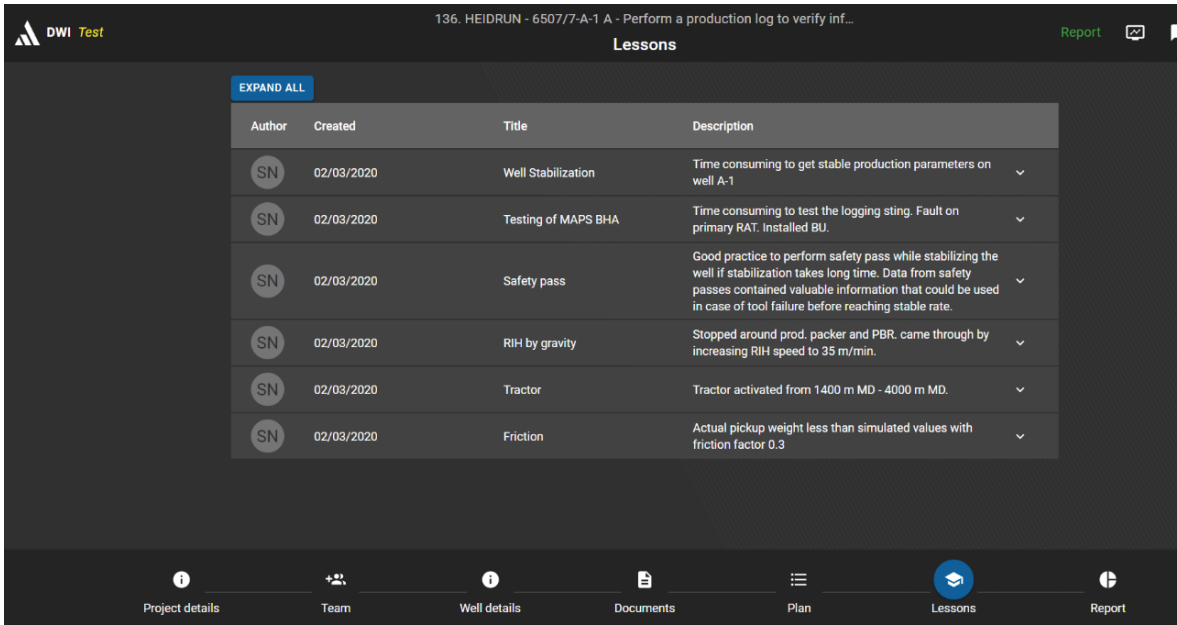 136. HEIDRUN - 6507/7-A-1 A - Perform a production log to verify inf...
DWI Test
Lessons
Report
EXPAND ALL
Author Created Title Description
SN 02/03/2020 Well Stabilization Time consuming to get stable production parameters on
well A-1
SN 02/03/2020 Testing of MAPS BHA Time consuming to test the logging sting. Fault on
primary RAT. Installed BU.
SN 02/03/2020 Safety pass Good practice to perform safety pass while stabilizing the
well if stabilization takes long time. Data from safety
passes contained valuable information that could be used
in case of tool failure before reaching stable rate.
SN 02/03/2020 RIH by gravity Stopped around prod. packer and PBR. came through by
increasing RIH speed to 35 m/min.
SN 02/03/2020 Tractor Tractor activated from 1400 m MD - 4000 m MD.
SN 02/03/2020 Friction Actual pickup weight less than simulated values with
friction factor 0.3
Project details Team Well details Documents Plan Lessons Report